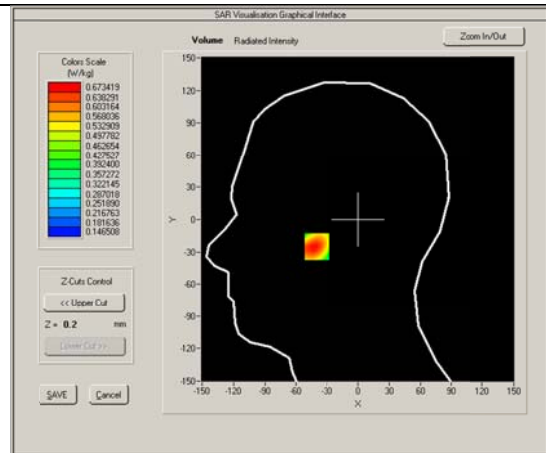 SAR Visualisation Graphical Interface
Volume Radiated Intensity
Zoom In/Out
Colors Scale
(W/kg)
0.673419
0.638291
0.603164
0.568036
0.532909
0.497782
0.462654
0.427527
0.392400
0.357272
0.322145
0.287018
0.251890
0.216763
0.181636
0.146508
Z-Cuts Control
<< Upper Cut
Z = 0.2 mm
Lower Cut >>
SAVE Cancel
150
120
90
60
30
0
-30
-60
-90
-120
-150
Y
-150 -120 -90 -60 -30 0 30 60 90 120 150
X